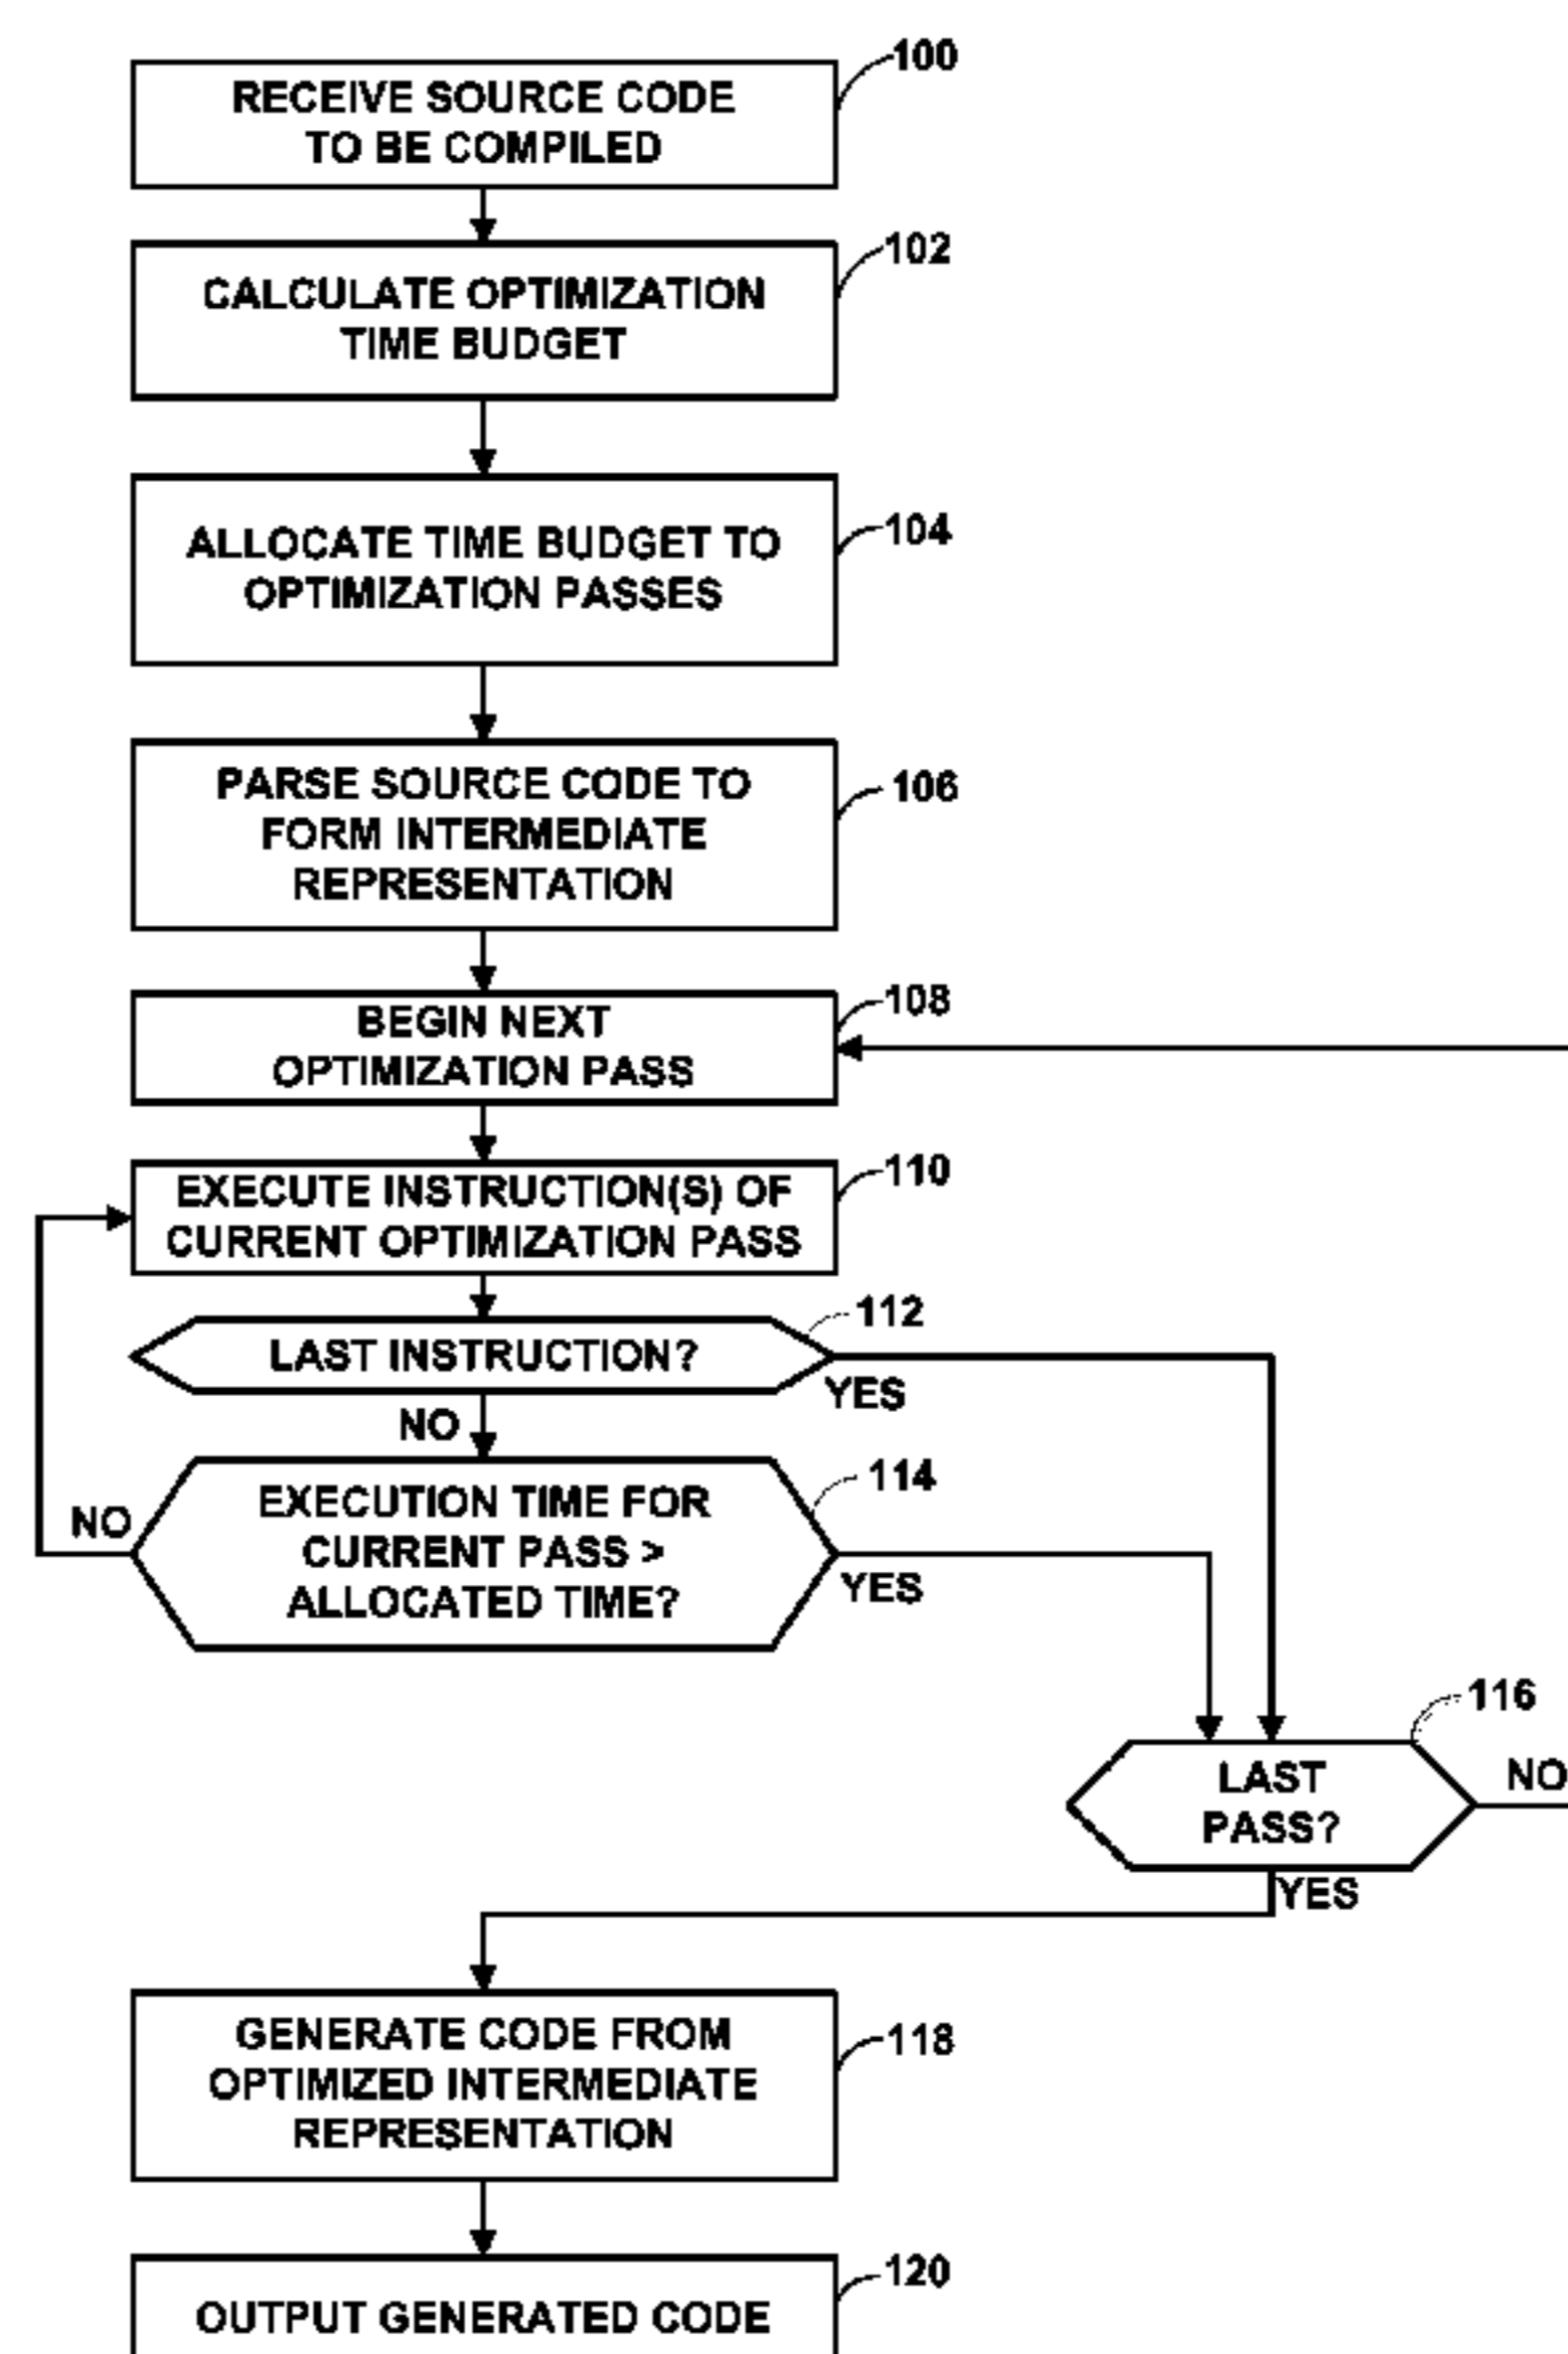 100
RECEIVE SOURCE CODE
TO BE COMPILED
102
CALCULATE OPTIMIZATION
TIME BUDGET
104
ALLOCATE TIME BUDGET TO
OPTIMIZATION PASSES
106
PARSE SOURCE CODE TO
FORM INTERMEDIATE
REPRESENTATION
108
BEGIN NEXT
OPTIMIZATION PASS
110
EXECUTE INSTRUCTION(S) OF
CURRENT OPTIMIZATION PASS
112
LAST INSTRUCTION?
YES
NO
114
EXECUTION TIME FOR
CURRENT PASS >
ALLOCATED TIME?
NO
YES
116
LAST
PASS?
NO
YES
118
GENERATE CODE FROM
OPTIMIZED INTERMEDIATE
REPRESENTATION
120
OUTPUT GENERATED CODE